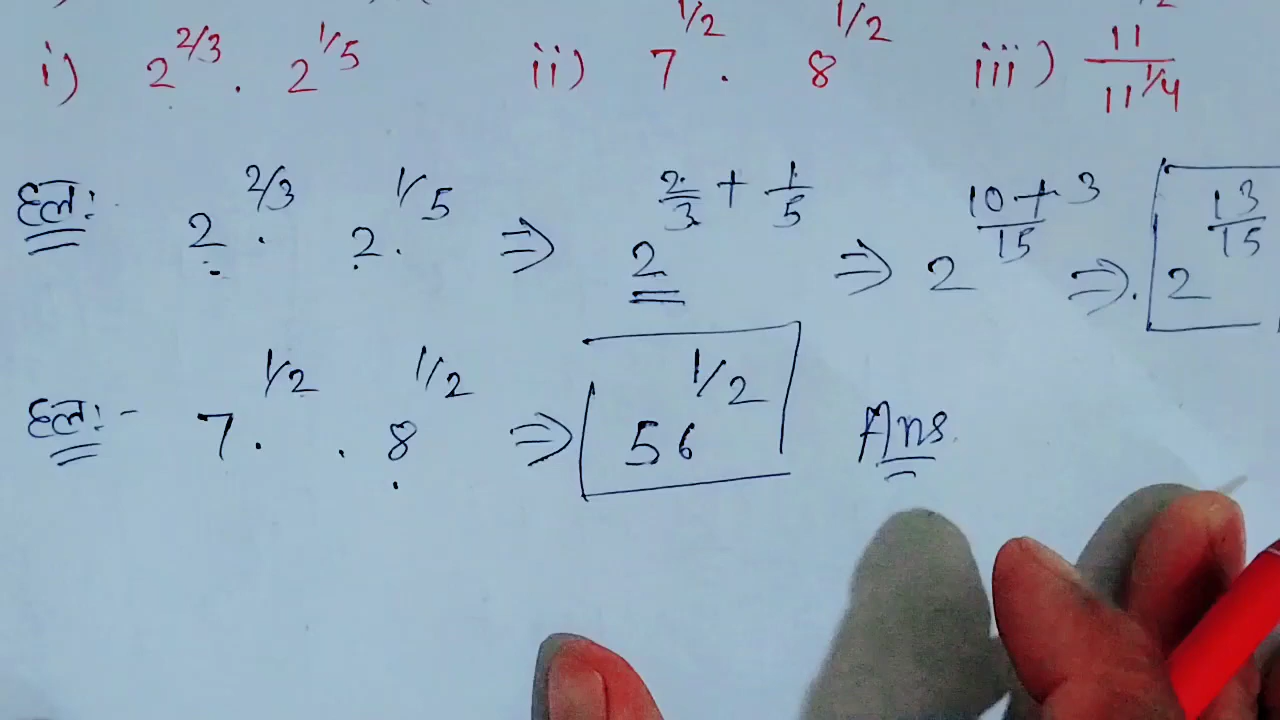 i) 2^2/3 . 2^1/5 ii) 7^1/2 . 8^1/2 iii) 11^1/2 / 11^1/4
हल: 2^2/3 . 2^1/5 ⇒ 2^(2/3 + 1/5) ⇒ 2^(10+3/15) ⇒ 2^13/15
हल:- 7^1/2 . 8^1/2 ⇒ 56^1/2 Ans